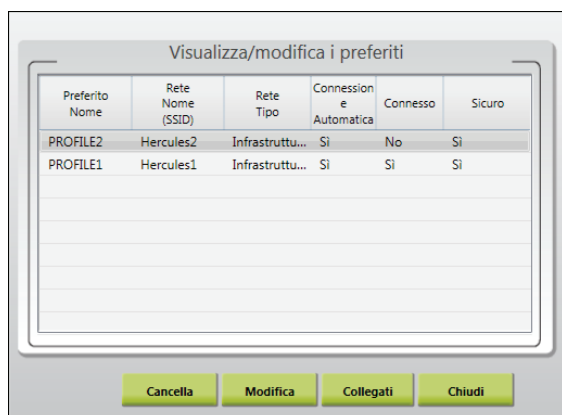 Visualizza/modifica i preferiti
Preferito Nome Rete Nome (SSID) Rete Tipo Connession e Automatica Connesso Sicuro
PROFILE2 Hercules2 Infrastruttu... Sì No Sì
PROFILE1 Hercules1 Infrastruttu... Sì Sì Sì
Cancella Modifica Collegati Chiudi